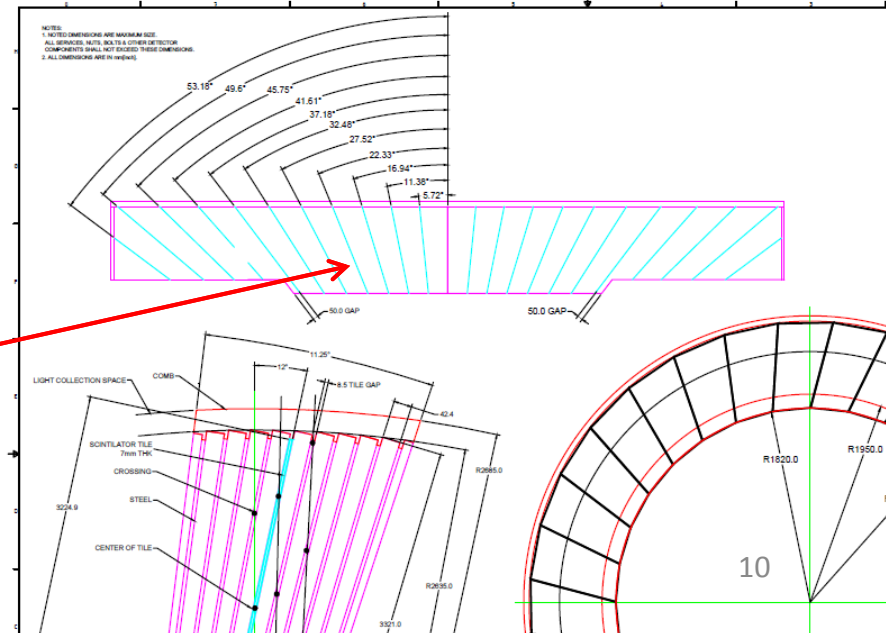 NOTES:
1. NOTED DIMENSIONS ARE MAXIMUM SIZE.
ALL SERVICES, NUTS, BOLTS & OTHER DETECTOR
COMPONENTS SHALL NOT EXCEED THESE DIMENSIONS.
2. ALL DIMENSIONS ARE IN mm[inch].
53.18°
49.6°
45.75°
41.61°
37.18°
32.48°
27.52°
22.33°
16.94°
11.38°
5.72°
50.0 GAP
50.0 GAP
11.25°
12°
LIGHT COLLECTION SPACE
COMB
8.5 TILE GAP
42.4
SCINTILATOR TILE
7mm THK
CROSSING
STEEL
CENTER OF TILE
3224.9
R2685.0
R2635.0
3321.0
R1820.0
R1950.0
10